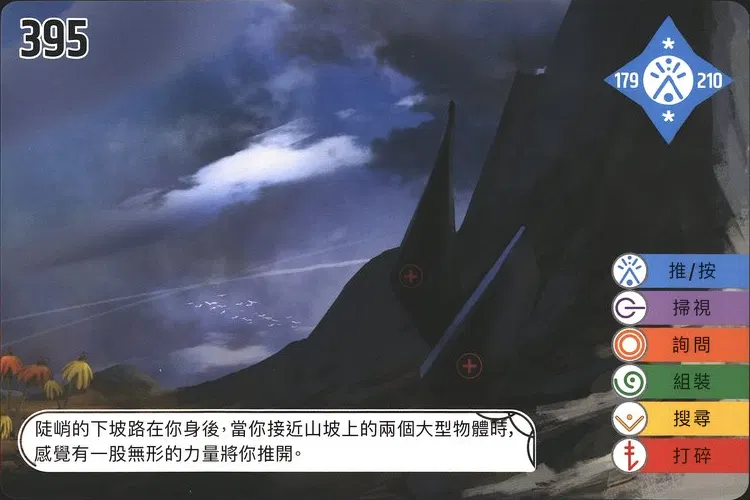 395
*
179 210
*
推/按
掃視
詢問
組裝
搜尋
打碎
陡峭的下坡路在你身後，當你接近山坡上的兩個大型物體時，
感覺有一股無形的力量將你推開。